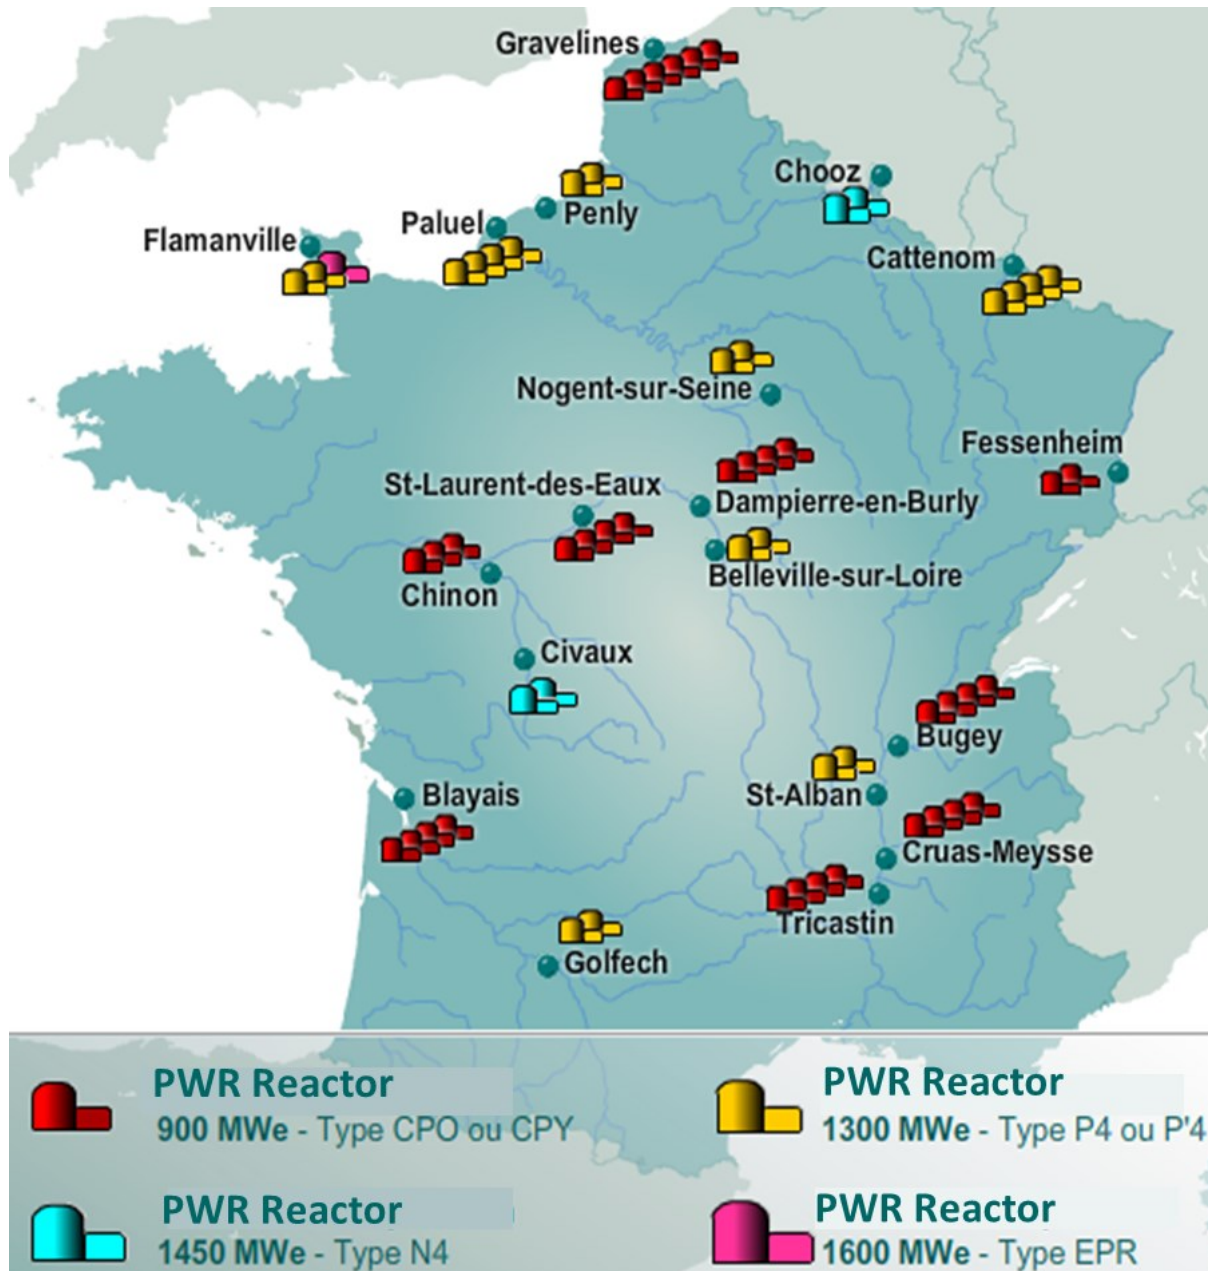 Gravelines
Chooz
Penly
Paluel
Flamanville
Cattenom
Nogent-sur-Seine
Fessenheim
St-Laurent-des-Eaux
Dampierre-en-Burly
Belleville-sur-Loire
Chinon
Civaux
Bugey
St-Alban
Blayais
Cruas-Meysse
Tricastin
Golfech
PWR Reactor
900 MWe - Type CPO ou CPY
PWR Reactor
1300 MWe - Type P4 ou P'4
PWR Reactor
1450 MWe - Type N4
PWR Reactor
1600 MWe - Type EPR